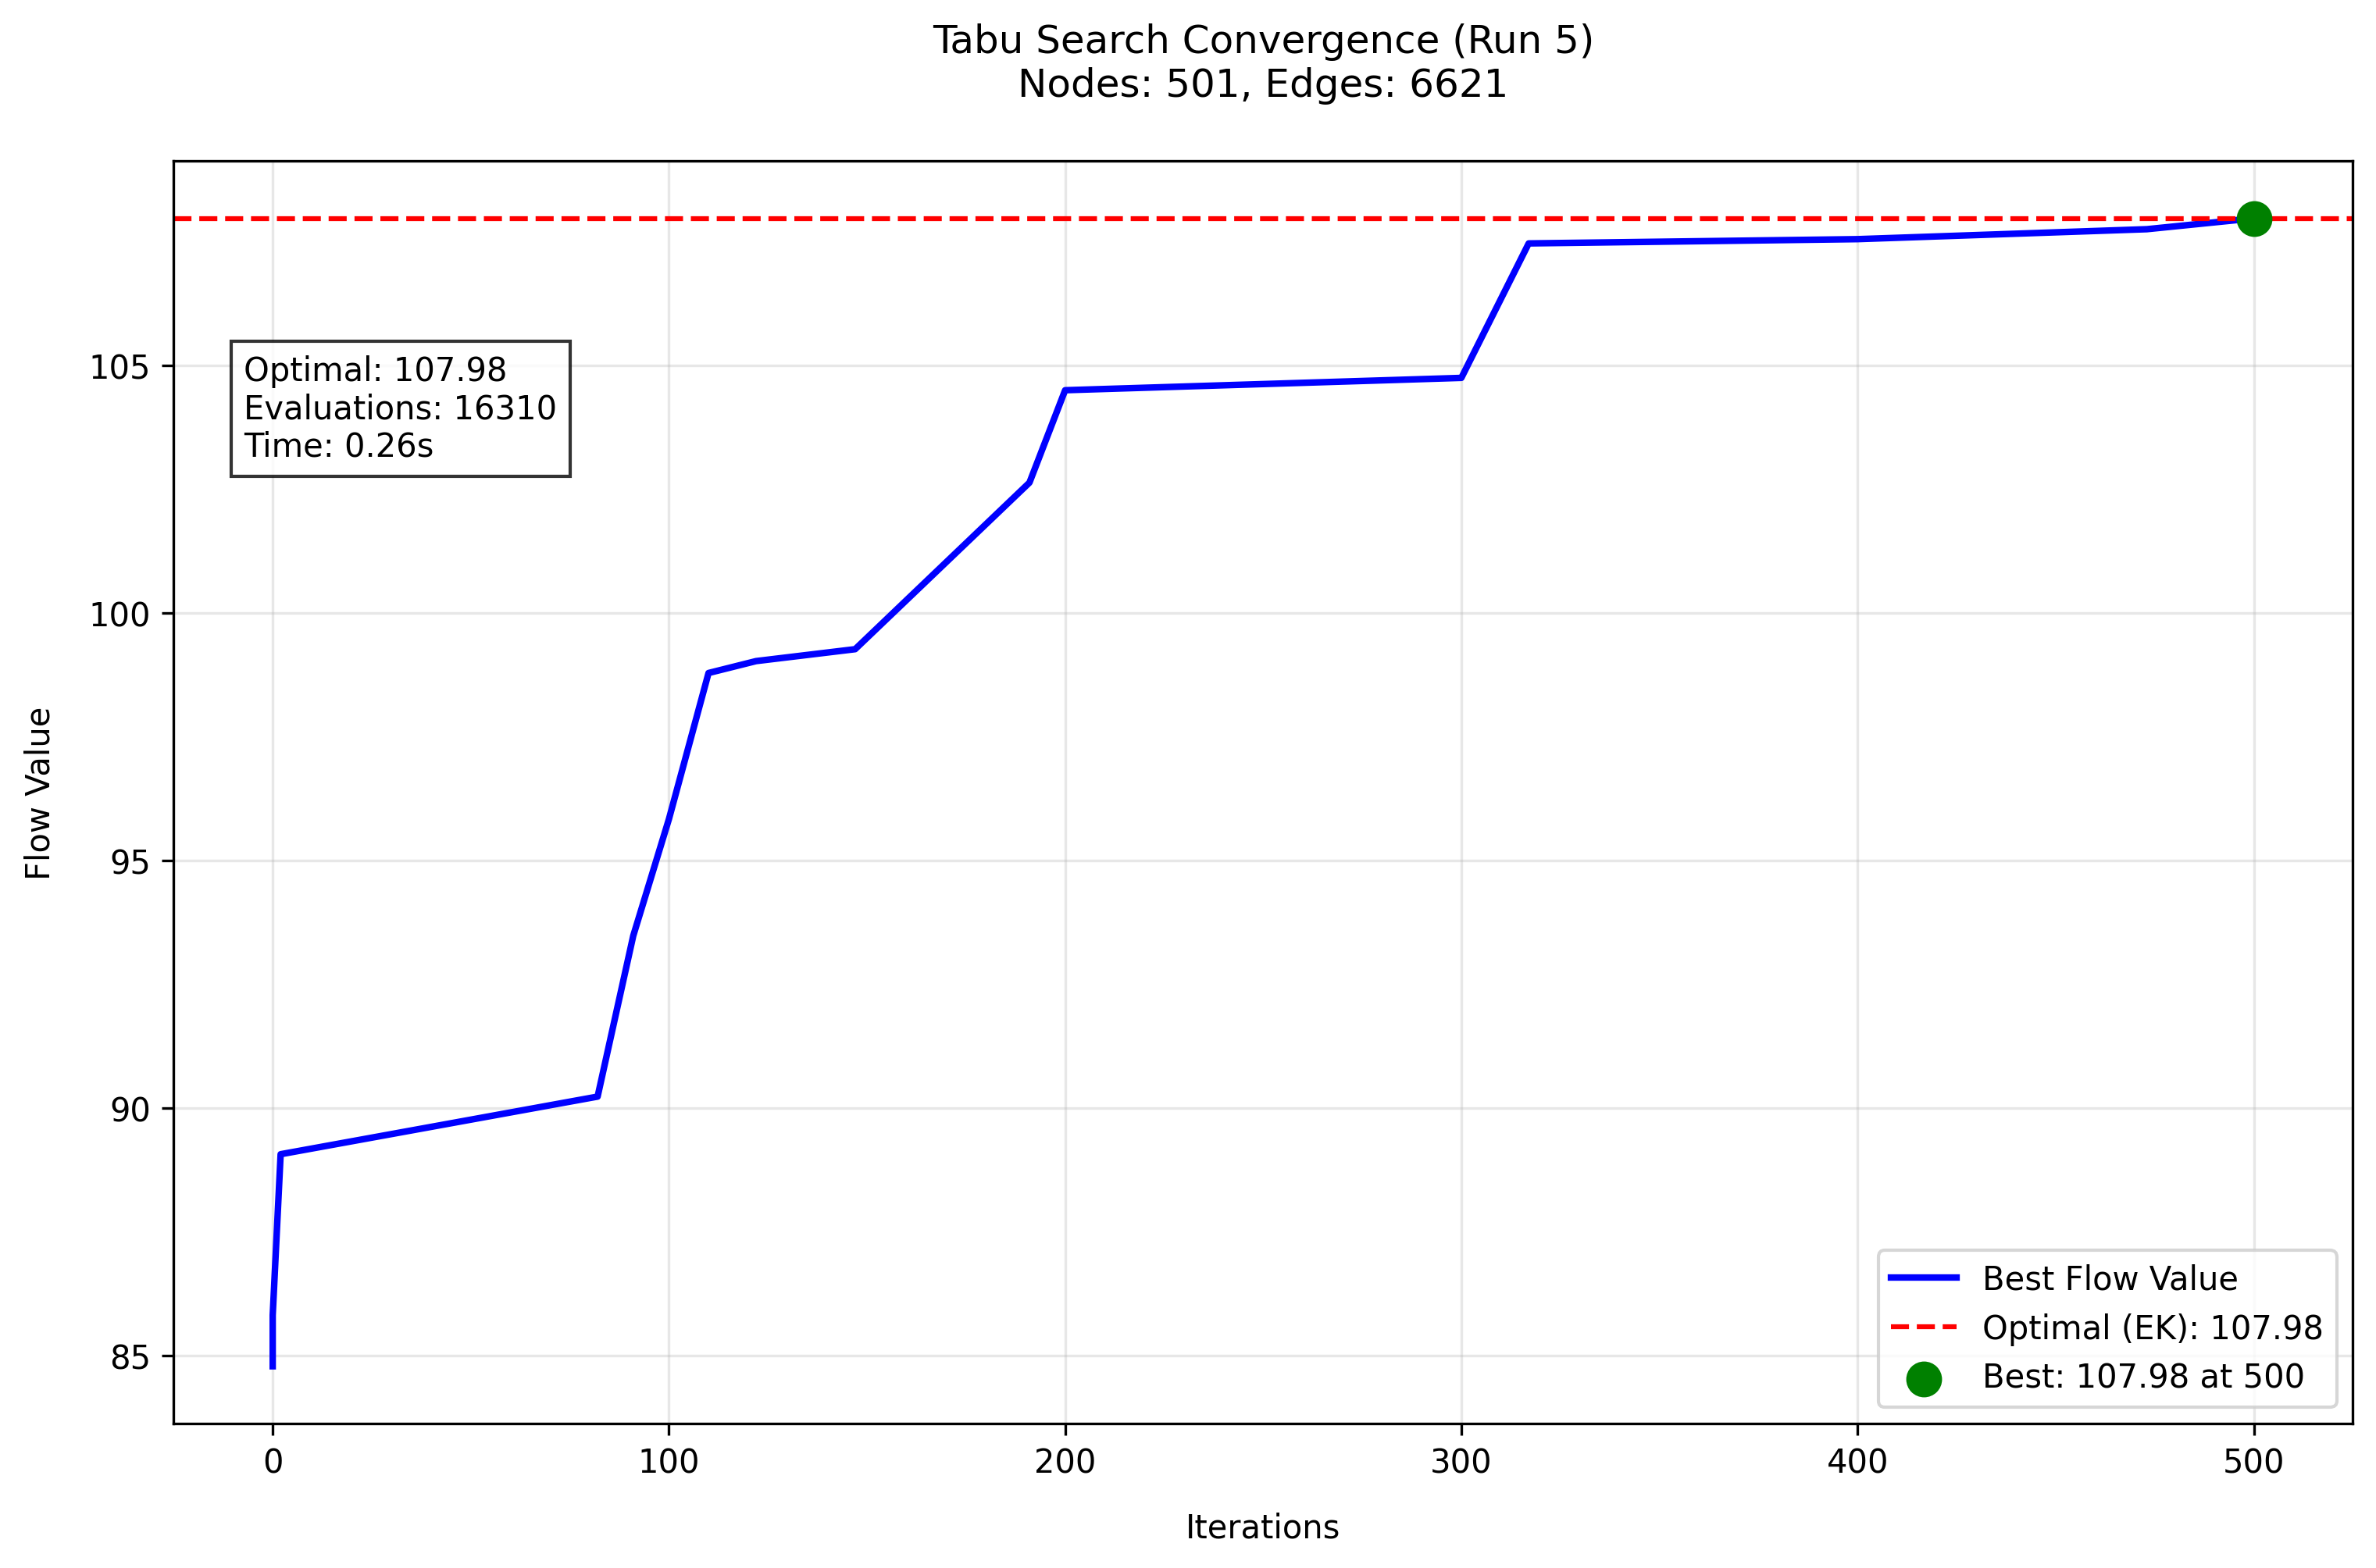 Tabu Search Convergence (Run 5)
Nodes: 501, Edges: 6621
Flow Value
105
100
95
90
85
Optimal: 107.98
Evaluations: 16310
Time: 0.26s
Best Flow Value
Optimal (EK): 107.98
Best: 107.98 at 500
0 100 200 300 400 500
Iterations